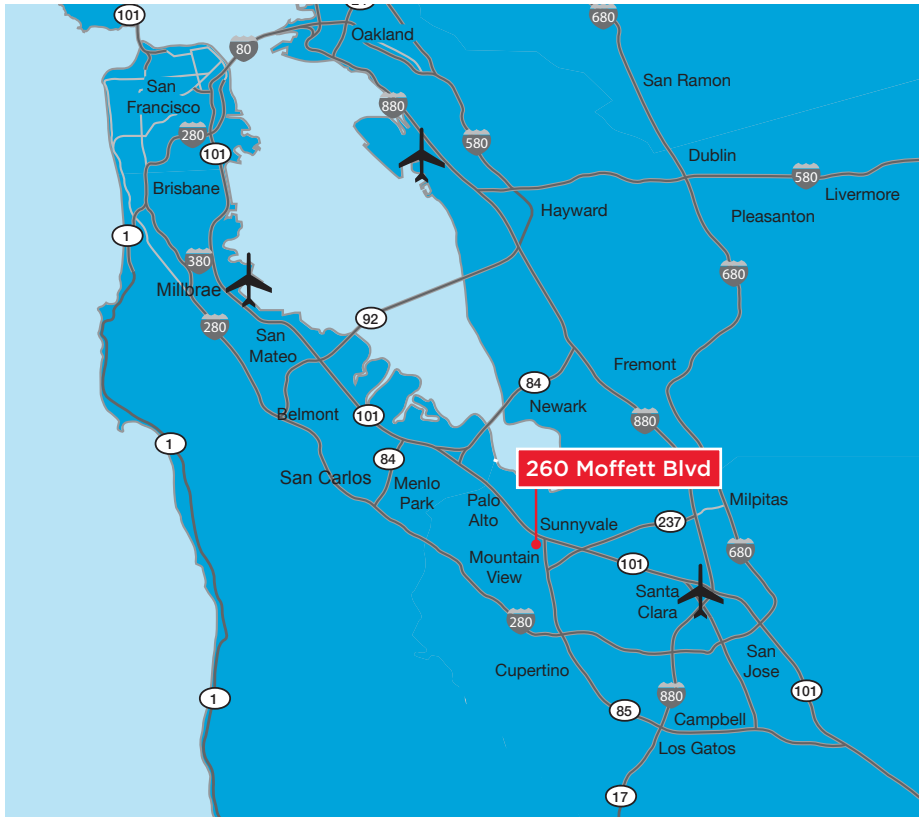 101
80
Oakland
24
680
San
Francisco
San Ramon
880
280
101
580
Dublin
580
Brisbane
Livermore
Hayward
Pleasanton
1
380
680
Millbrae
92
280
San
Mateo
Fremont
84
Newark
Belmont
101
880
1
84
260 Moffett Blvd
San Carlos
Menlo
Park
Milpitas
Palo
Alto
Sunnyvale
237
680
Mountain
View
101
Santa
Clara
280
San
Jose
Cupertino
1
880
101
85
Campbell
Los Gatos
17